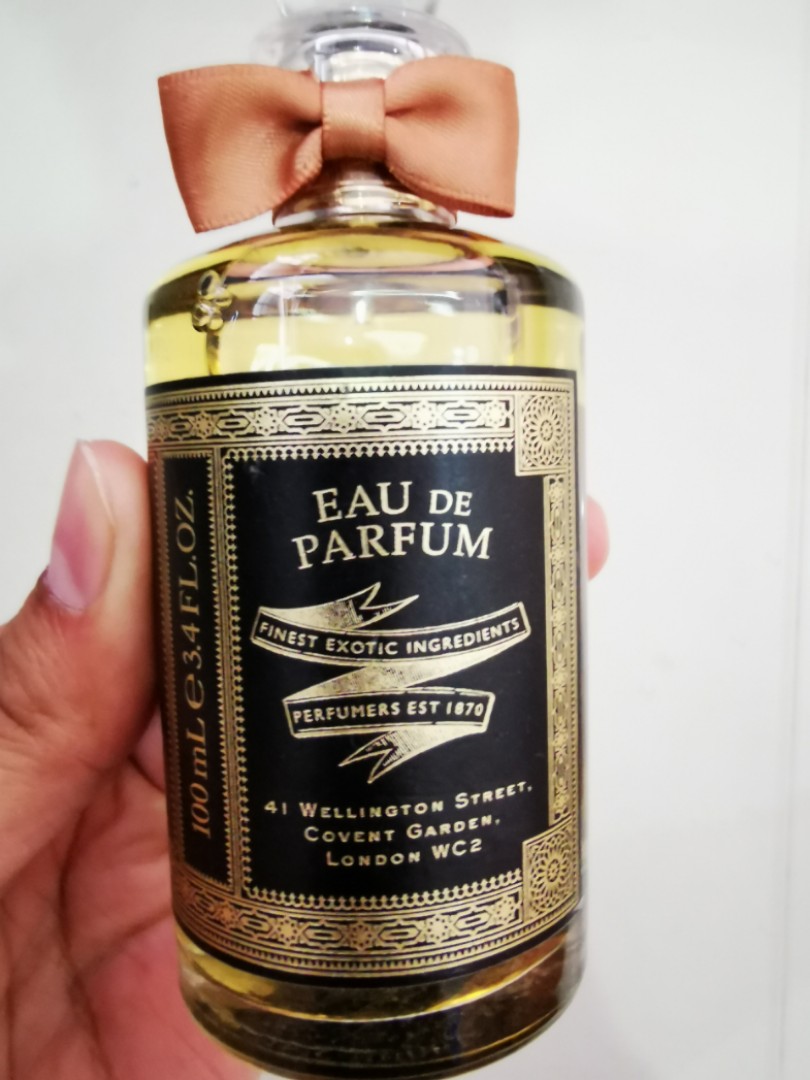 EAU DE
PARFUM
FINEST EXOTIC INGREDIENTS
PERFUMERS EST 1870
41 WELLINGTON STREET,
COVENT GARDEN,
LONDON WC2
100 mL ℮ 3.4 FL.OZ.